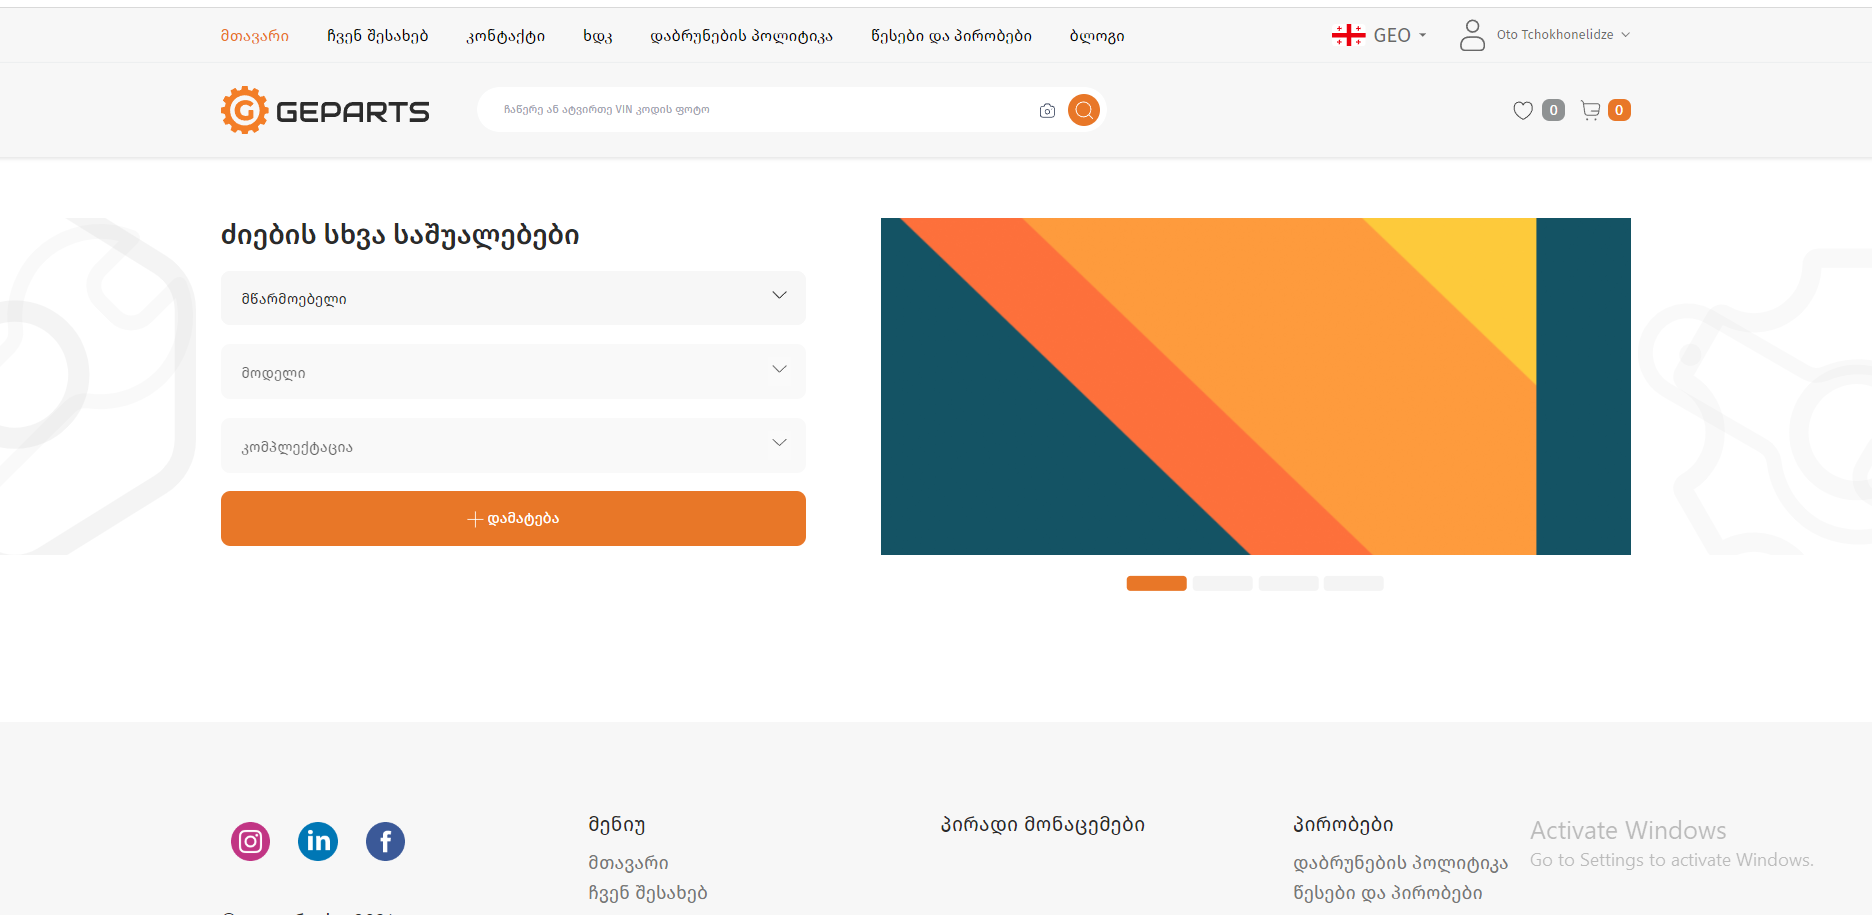 მთავარი ჩვენ შესახებ კონტაქტი ხდკ დაბრუნების პოლიტიკა წესები და პირობები ბლოგი GEO Oto Tchokhonelidze
GEPARTS ჩაწერე ან ატვირთე VIN კოდის ფოტო 0 0
ძიების სხვა საშუალებები
მწარმოებელი
მოდელი
კომპლექტაცია
დამატება
მენიუ პირადი მონაცემები პირობები
მთავარი დაბრუნების პოლიტიკა
ჩვენ შესახებ წესები და პირობები
Activate Windows
Go to Settings to activate Windows.